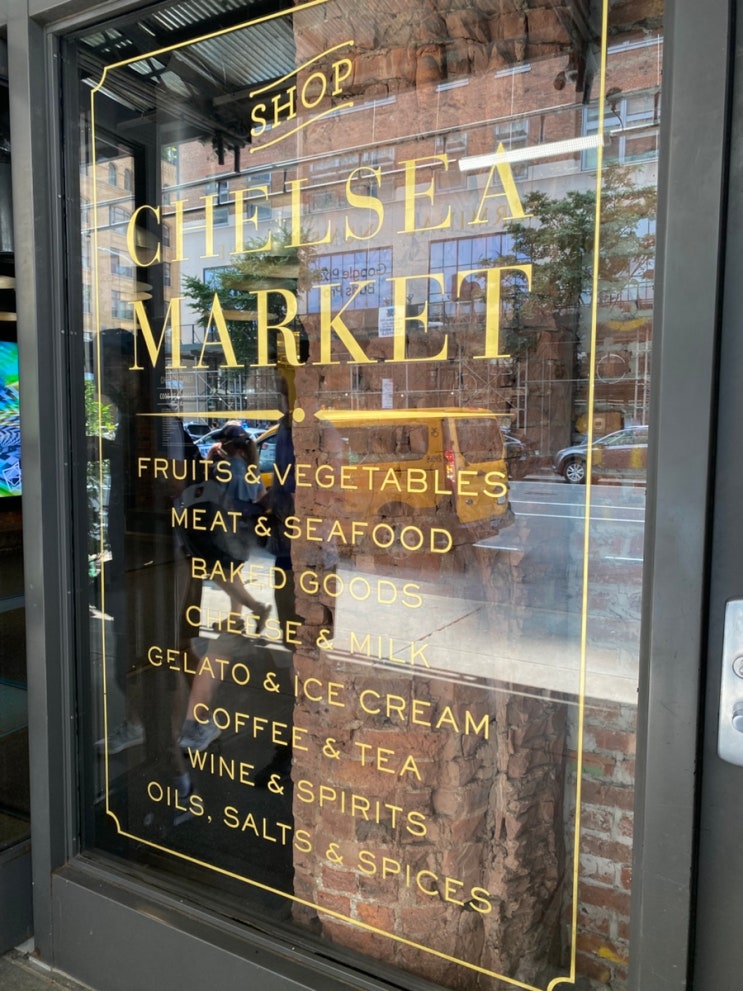 SHOP
CHELSEA
MARKET
FRUITS & VEGETABLES
MEAT & SEAFOOD
BAKED GOODS
CHEESE & MILK
GELATO & ICE CREAM
COFFEE & TEA
WINE & SPIRITS
OILS, SALTS & SPICES